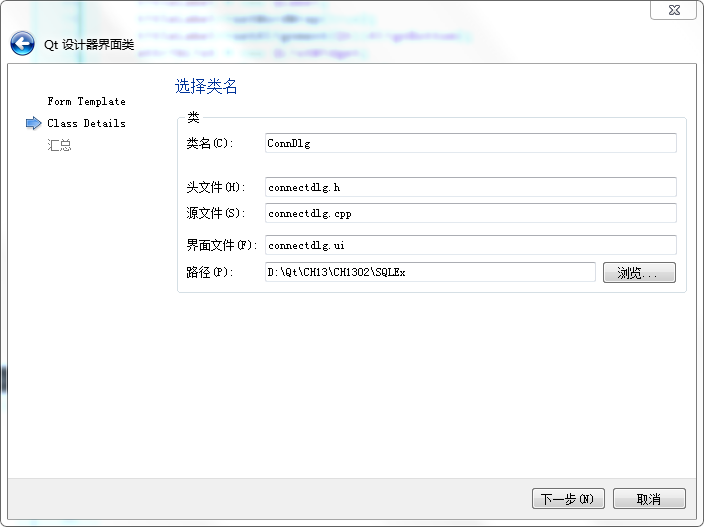 Qt 设计器界面类
选择类名
Form Template
Class Details
汇总
类
类名(C):
ConnDlg
头文件(H):
connectdlg.h
源文件(S):
connectdlg.cpp
界面文件(F):
connectdlg.ui
路径(P):
D:\Qt\CH13\CH1302\SQLEx
浏览...
下一步(N)
取消